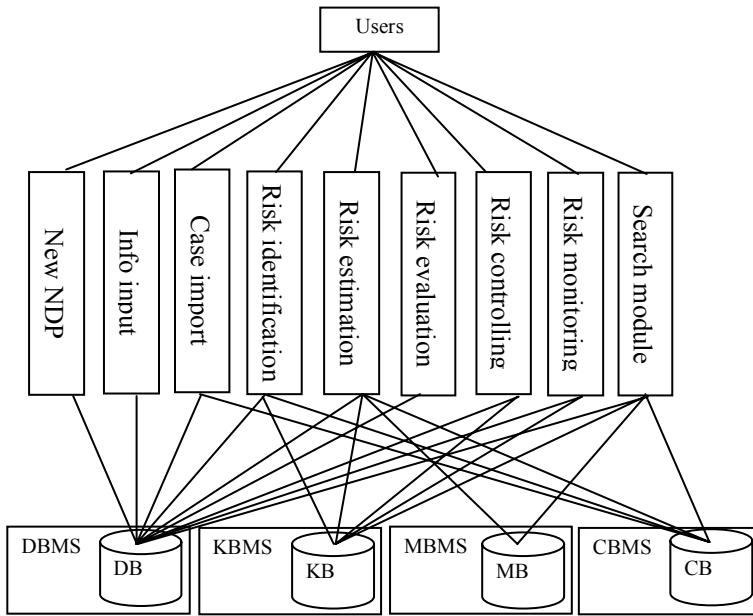 Users
New NDP
Info input
Case import
Risk identification
Risk estimation
Risk evaluation
Risk controlling
Risk monitoring
Search module
DBMS
DB
KBMS
KB
MBMS
MB
CBMS
CB